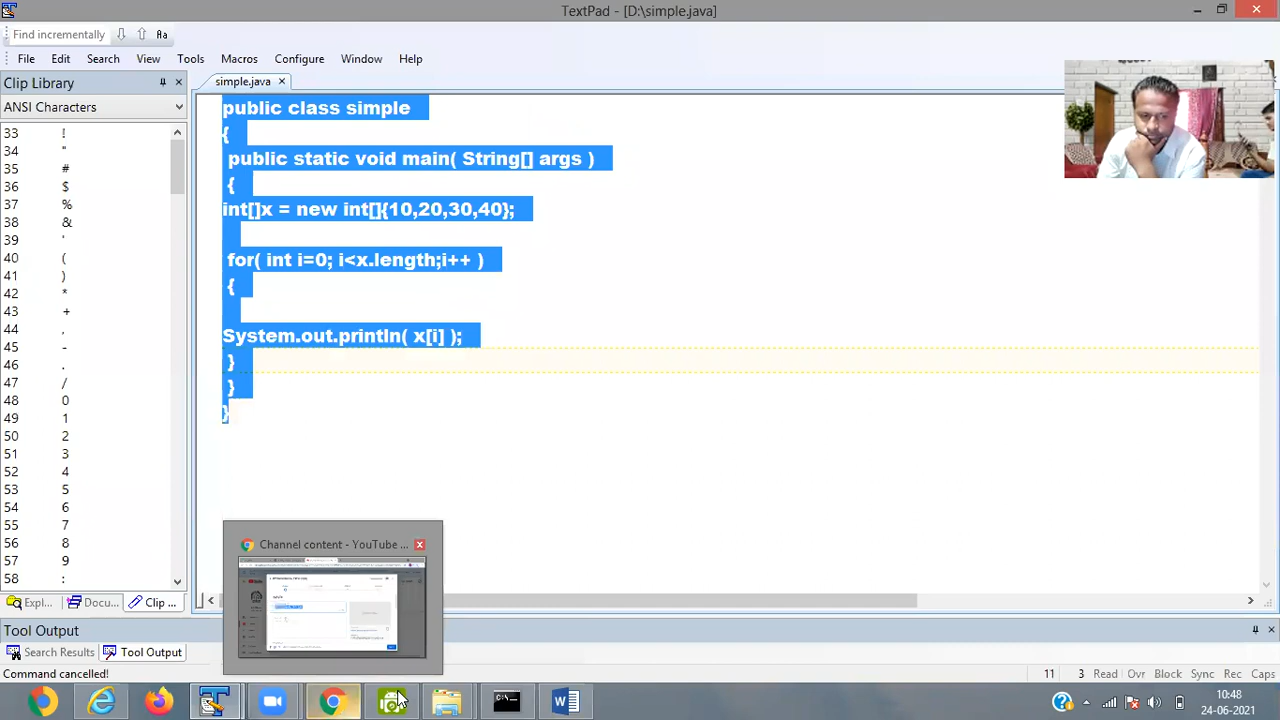 TextPad - [D:\simple.java]
Find incrementally
Aa
File Edit Search View Tools Macros Configure Window Help
Clip Library
simple.java
ANSI Characters
33 !
34 "
35 #
36 $
37 %
38 &
39 '
40 (
41 )
42 *
43 +
44 ,
45 -
46 .
47 /
48 0
49 1
50 2
51 3
52 4
53 5
54 6
55 7
56 8
57 9
58 :
public class simple
{
public static void main( String[] args )
{
int[]x = new int[]{10,20,30,40};
for( int i=0; i<x.length;i++ )
{
System.out.println( x[i] );
}
}
}
Channel content - YouTube ...
Expl... Docu... Clip ...
Tool Output
Search Results Tool Output
Command cancelled!
11 3 Read Ovr Block Sync Rec Caps
10:48
24-06-2021